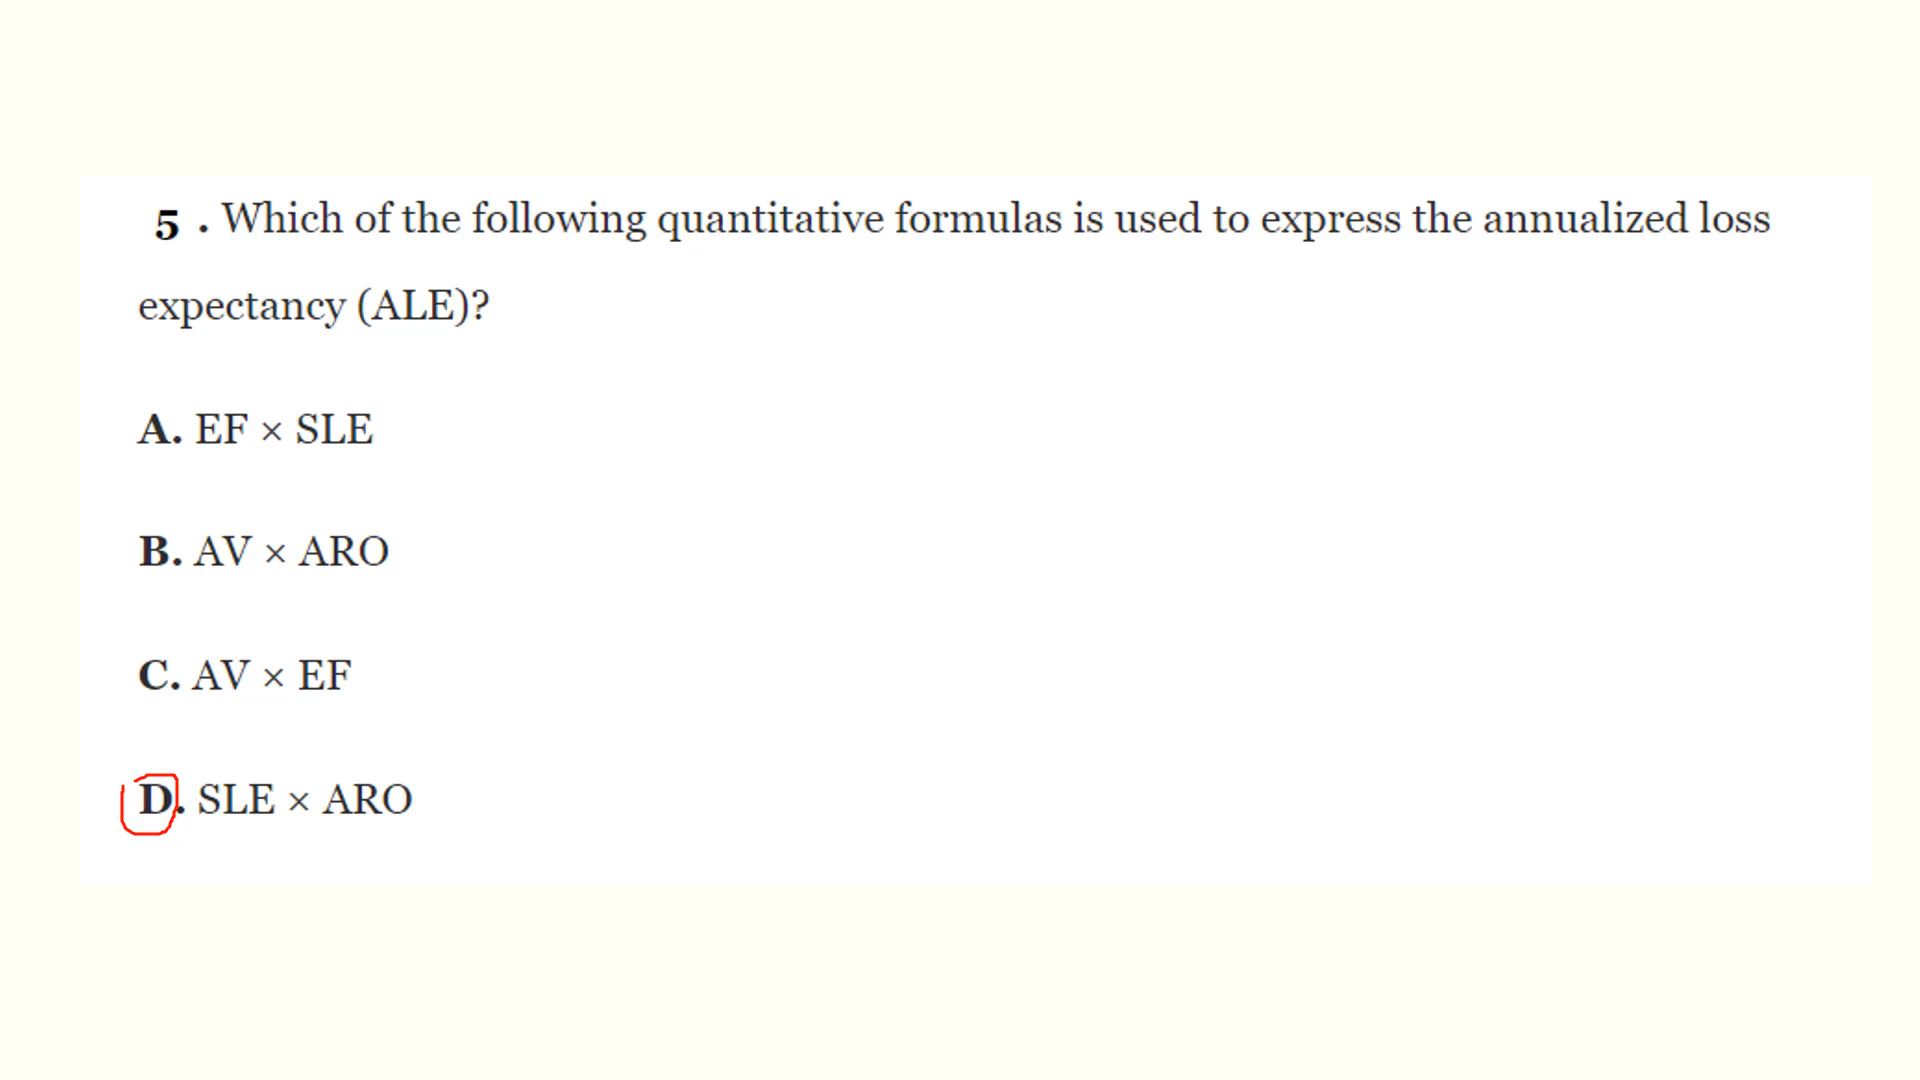 5 . Which of the following quantitative formulas is used to express the annualized loss
expectancy (ALE)?
A. EF × SLE
B. AV × ARO
C. AV × EF
D. SLE × ARO